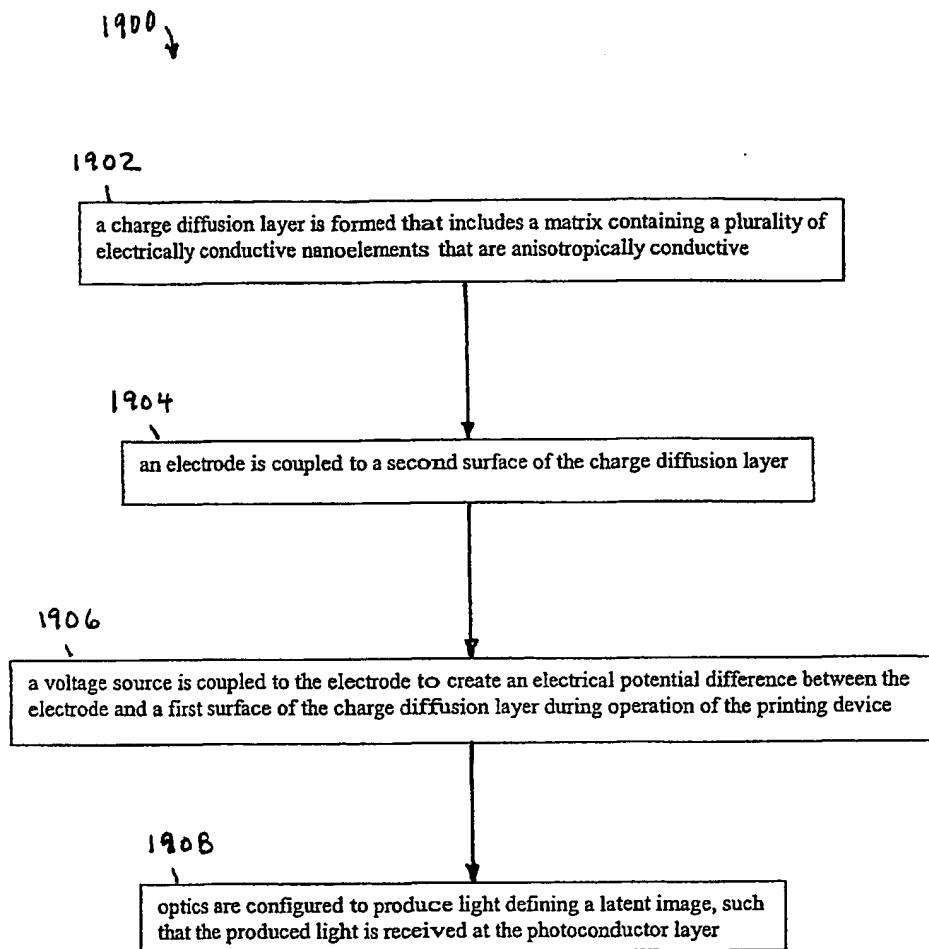 1900
1902
a charge diffusion layer is formed that includes a matrix containing a plurality of
electrically conductive nanoelements that are anisotropically conductive
1904
an electrode is coupled to a second surface of the charge diffusion layer
1906
a voltage source is coupled to the electrode to create an electrical potential difference between the
electrode and a first surface of the charge diffusion layer during operation of the printing device
1908
optics are configured to produce light defining a latent image, such
that the produced light is received at the photoconductor layer